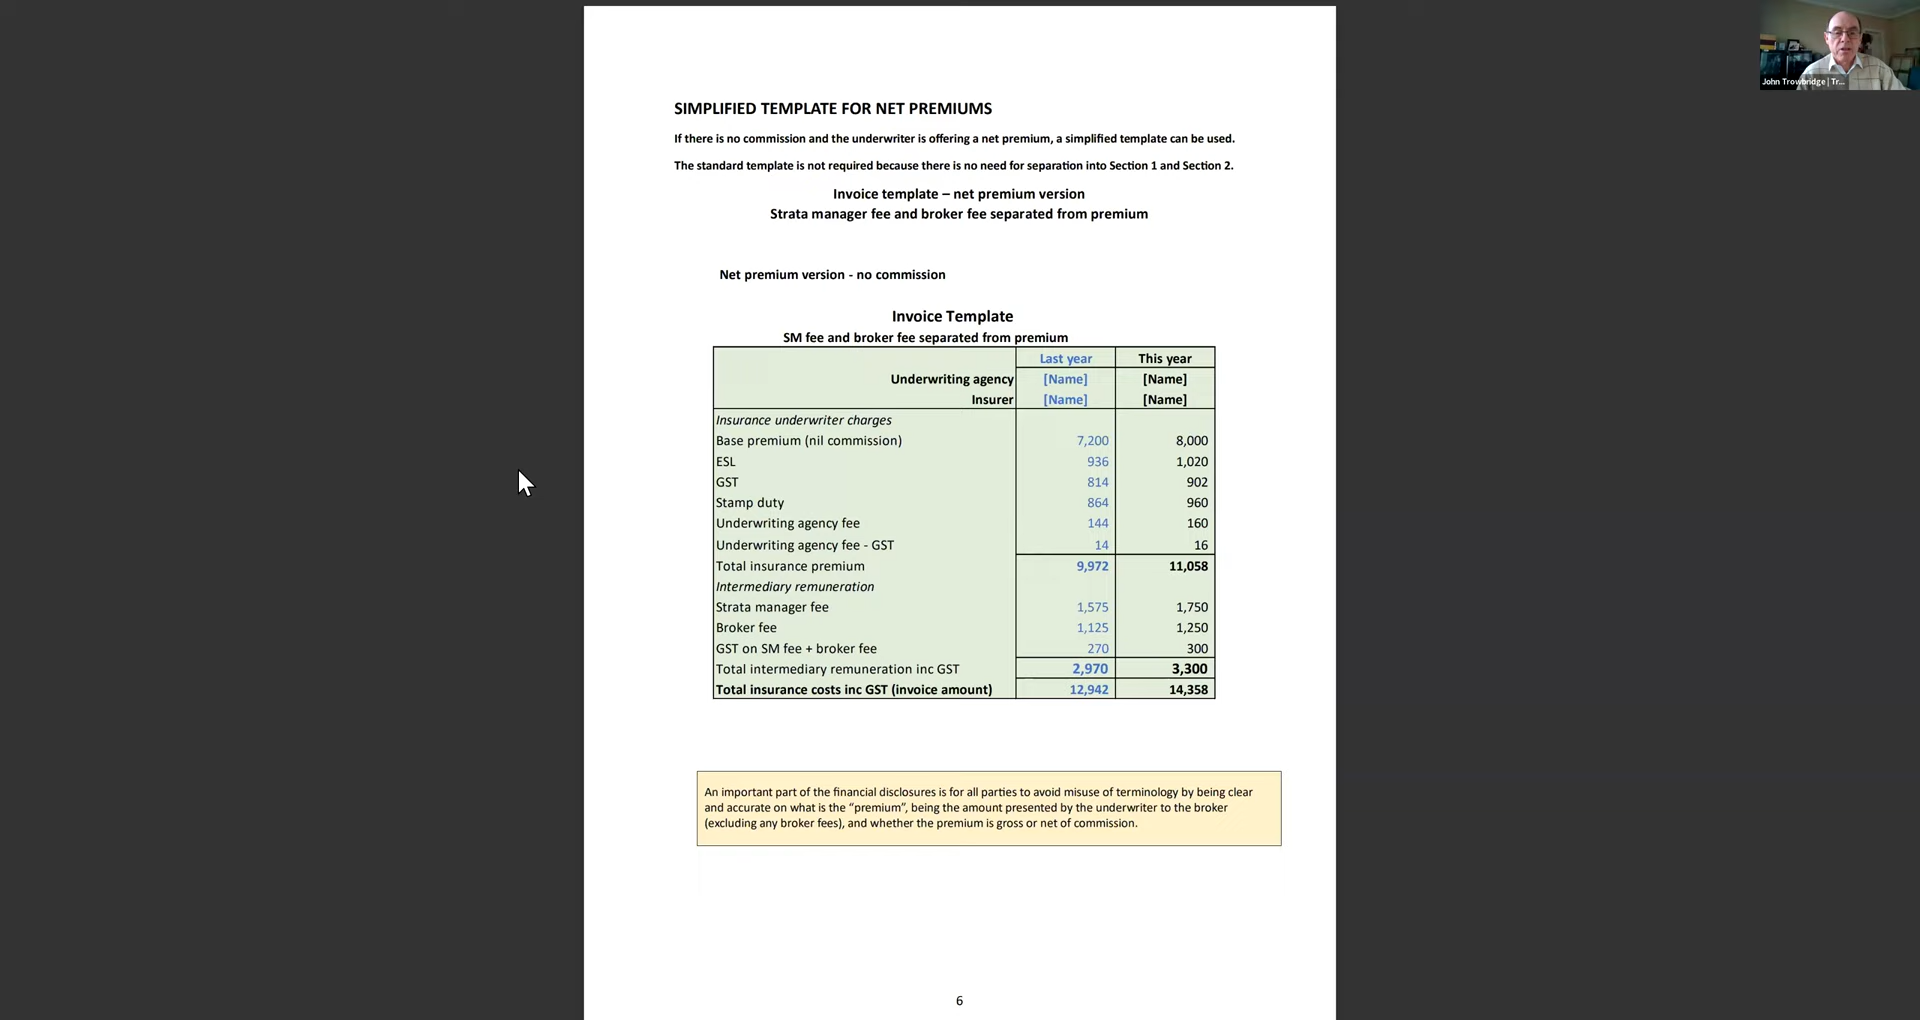 John Trowbridge | Tr...
SIMPLIFIED TEMPLATE FOR NET PREMIUMS
If there is no commission and the underwriter is offering a net premium, a simplified template can be used.
The standard template is not required because there is no need for separation into Section 1 and Section 2.
Invoice template – net premium version
Strata manager fee and broker fee separated from premium
Net premium version - no commission
Invoice Template
SM fee and broker fee separated from premium
Last year This year
Underwriting agency [Name] [Name]
Insurer [Name] [Name]
Insurance underwriter charges
Base premium (nil commission) 7,200 8,000
ESL 936 1,020
GST 814 902
Stamp duty 864 960
Underwriting agency fee 144 160
Underwriting agency fee - GST 14 16
Total insurance premium 9,972 11,058
Intermediary remuneration
Strata manager fee 1,575 1,750
Broker fee 1,125 1,250
GST on SM fee + broker fee 270 300
Total intermediary remuneration inc GST 2,970 3,300
Total insurance costs inc GST (invoice amount) 12,942 14,358
An important part of the financial disclosures is for all parties to avoid misuse of terminology by being clear
and accurate on what is the “premium”, being the amount presented by the underwriter to the broker
(excluding any broker fees), and whether the premium is gross or net of commission.
6